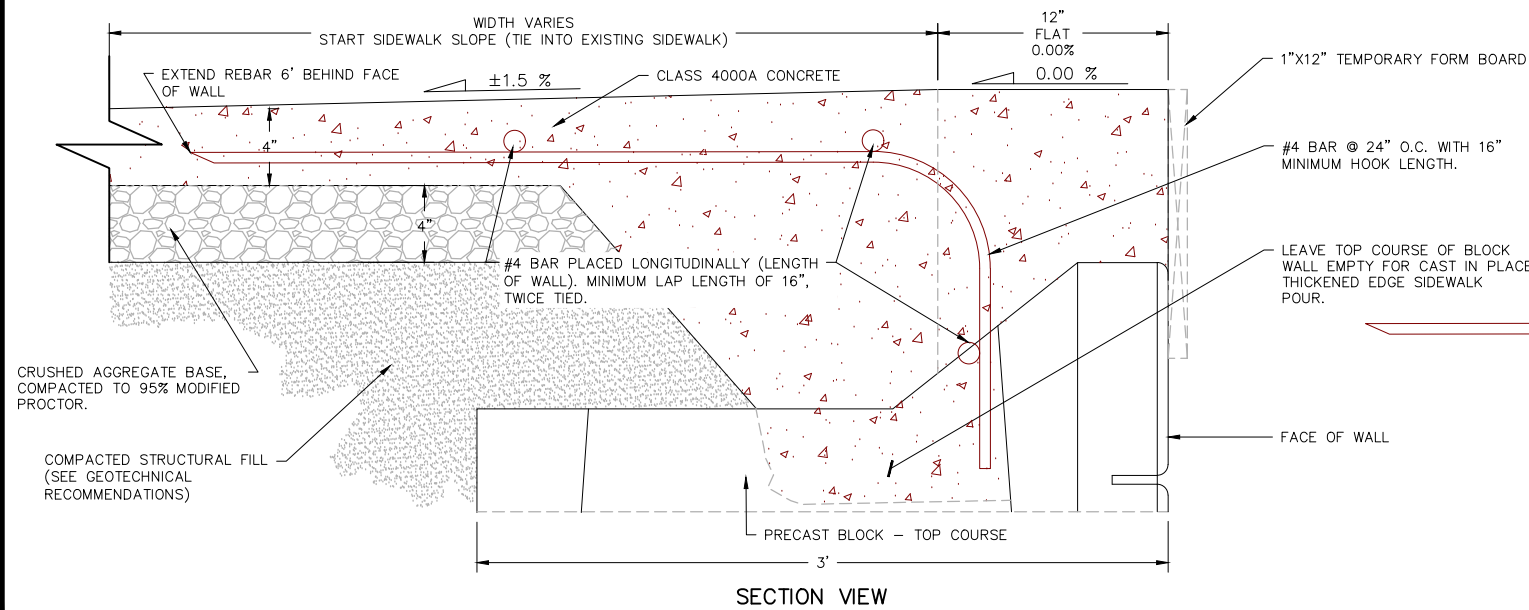 WIDTH VARIES
START SIDEWALK SLOPE (TIE INTO EXISTING SIDEWALK)
12"
FLAT
0.00%
EXTEND REBAR 6' BEHIND FACE
OF WALL
±1.5 %
CLASS 4000A CONCRETE
0.00 %
1"X12" TEMPORARY FORM BOARD
4"
#4 BAR @ 24" O.C. WITH 16"
MINIMUM HOOK LENGTH.
4"
#4 BAR PLACED LONGITUDINALLY (LENGTH
OF WALL). MINIMUM LAP LENGTH OF 16",
TWICE TIED.
LEAVE TOP COURSE OF BLOCK
WALL EMPTY FOR CAST IN PLACE
THICKENED EDGE SIDEWALK
POUR.
CRUSHED AGGREGATE BASE,
COMPACTED TO 95% MODIFIED
PROCTOR.
COMPACTED STRUCTURAL FILL
(SEE GEOTECHNICAL
RECOMMENDATIONS)
FACE OF WALL
PRECAST BLOCK – TOP COURSE
3'
SECTION VIEW